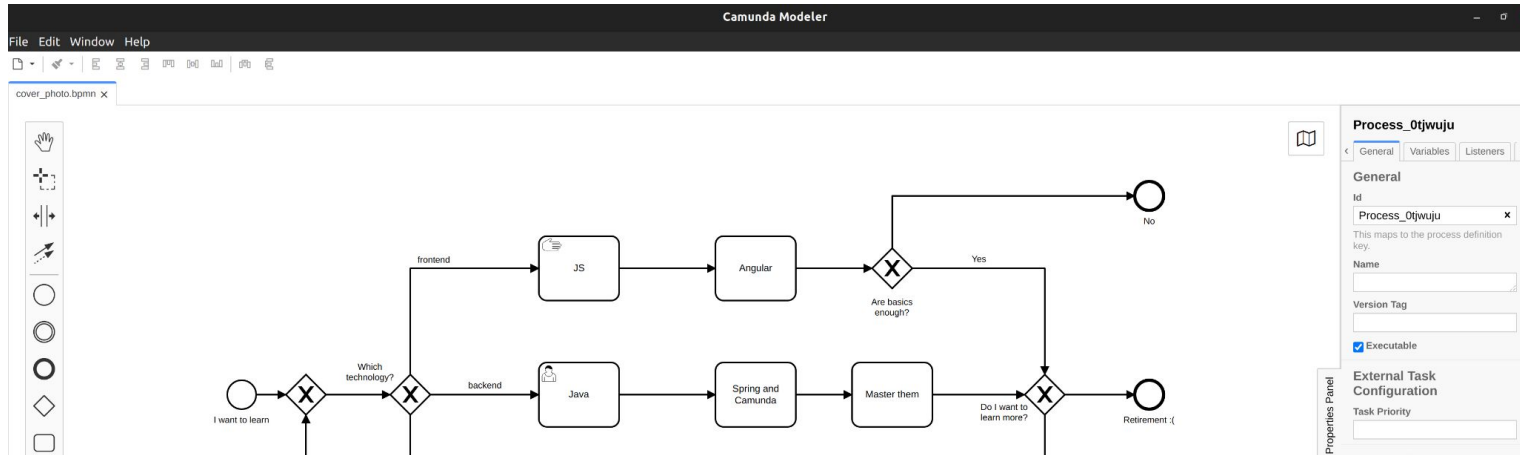 Camunda Modeler
File Edit Window Help
cover_photo.bpmn x
Process_0tjwuju
General Variables Listeners
General
Id
Process_0tjwuju x
This maps to the process definition
key.
Name
Version Tag
Executable
External Task
Configuration
Task Priority
Properties Panel
No
frontend
JS
Angular
Yes
Are basics
enough?
Which
technology?
backend
Java
Spring and
Camunda
Master them
Do I want to
learn more?
I want to learn
Retirement :(